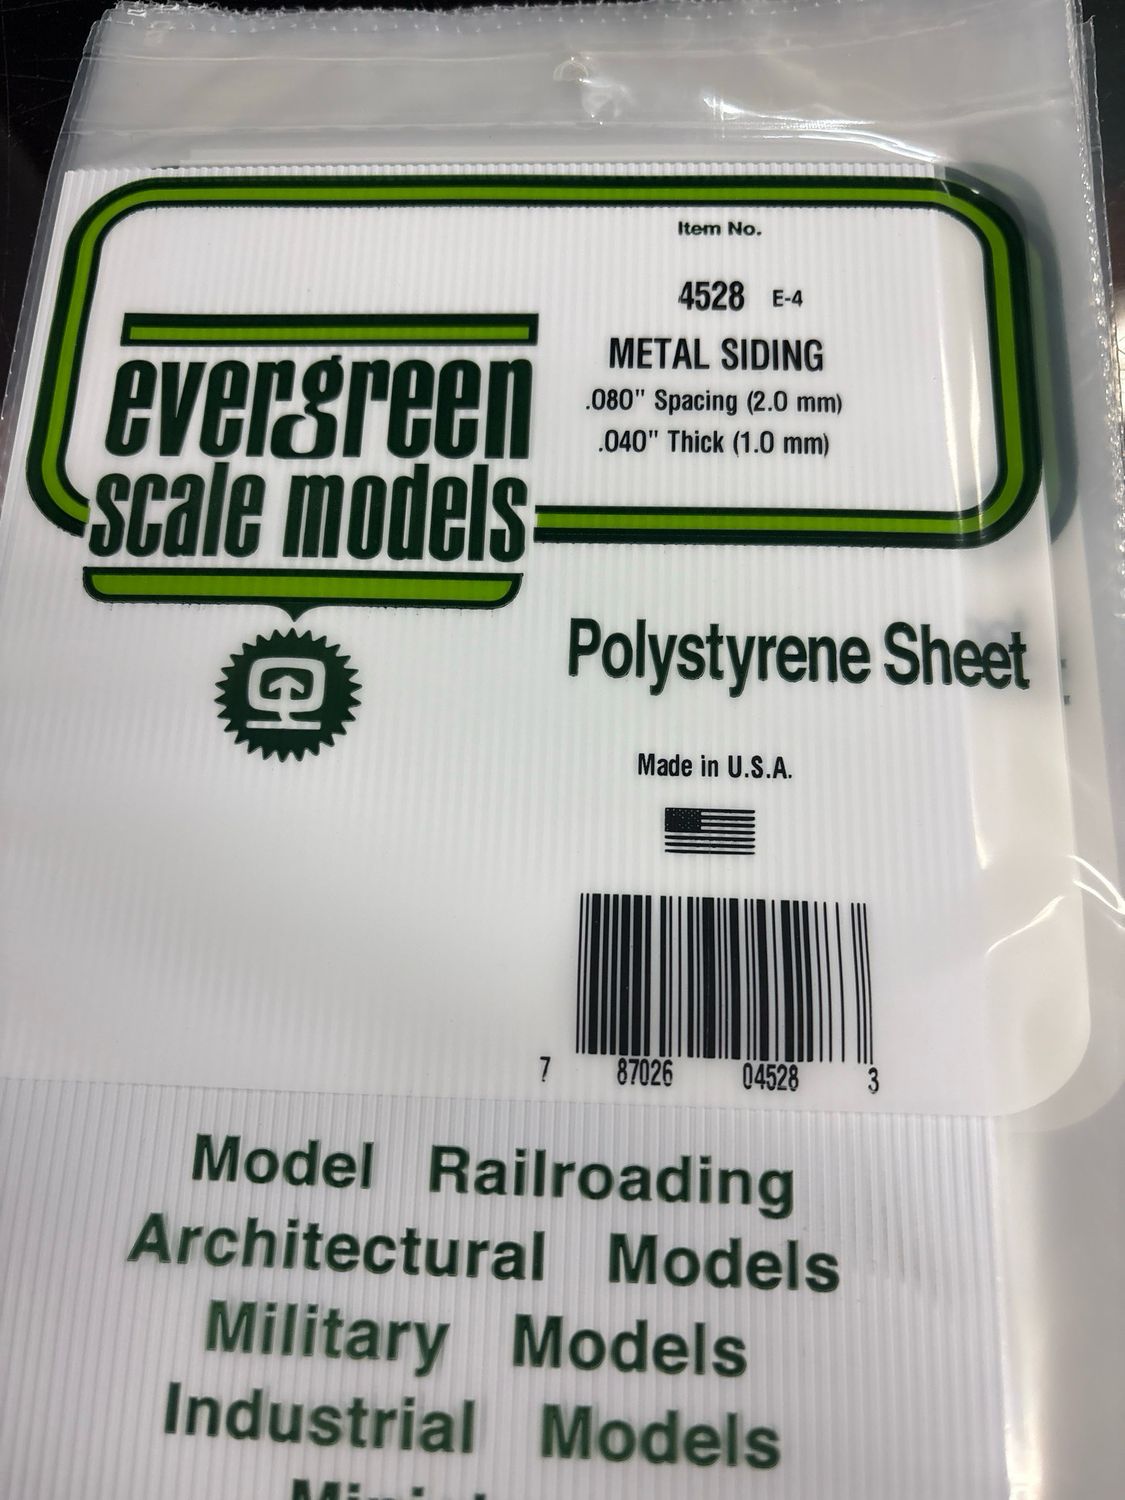 Item No.
4528 E-4
METAL SIDING
.080" Spacing (2.0 mm)
.040" Thick (1.0 mm)
evergreen
scale models
Polystyrene Sheet
Made in U.S.A.
7 87026 04528 3
Model Railroading
Architectural Models
Military Models
Industrial Models